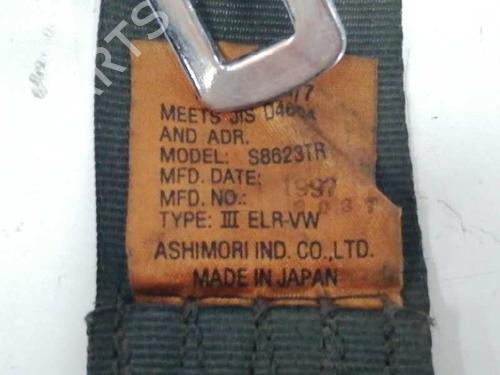 MEETS JIS D4604
AND ADR.
MODEL: S8623TR
MFD. DATE: 1997
MFD. NO.:
TYPE: III ELR-VW
ASHIMORI IND. CO., LTD.
MADE IN JAPAN